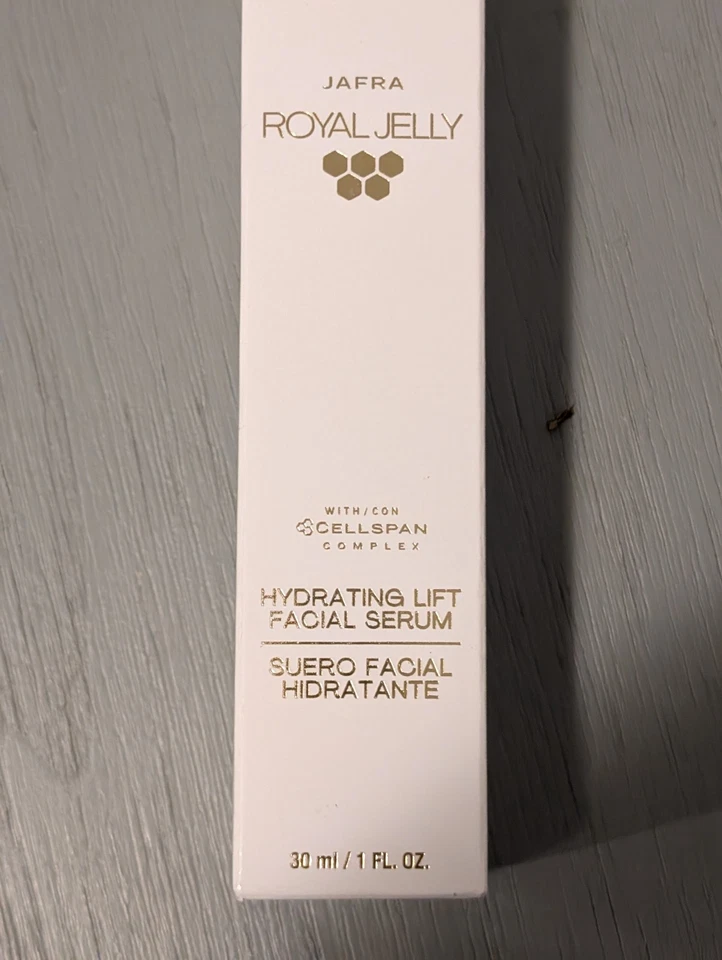 JAFRA
ROYAL JELLY
WITH/CON
CELLSPAN
COMPLEX
HYDRATING LIFT
FACIAL SERUM
SUERO FACIAL
HIDRATANTE
30 ml / 1 FL. OZ.